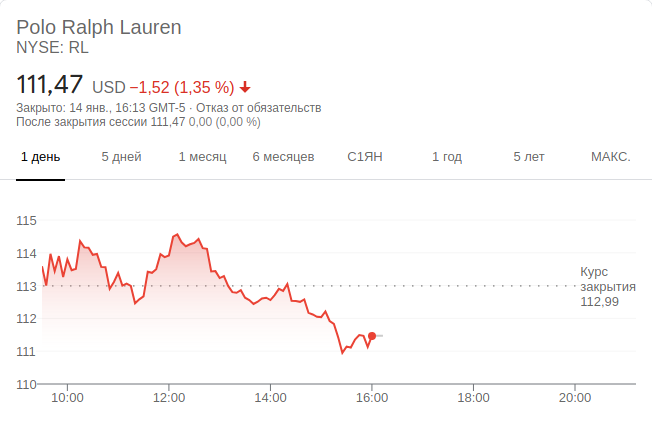 Polo Ralph Lauren
NYSE: RL
111,47 USD −1,52 (1,35 %)
Закрыто: 14 янв., 16:13 GMT-5 · Отказ от обязательств
После закрытия сессии 111,47 0,00 (0,00 %)
1 день 5 дней 1 месяц 6 месяцев С1ЯН 1 год 5 лет МАКС.
115
114
113
112
111
110
Курс
закрытия
112,99
10:00 12:00 14:00 16:00 18:00 20:00